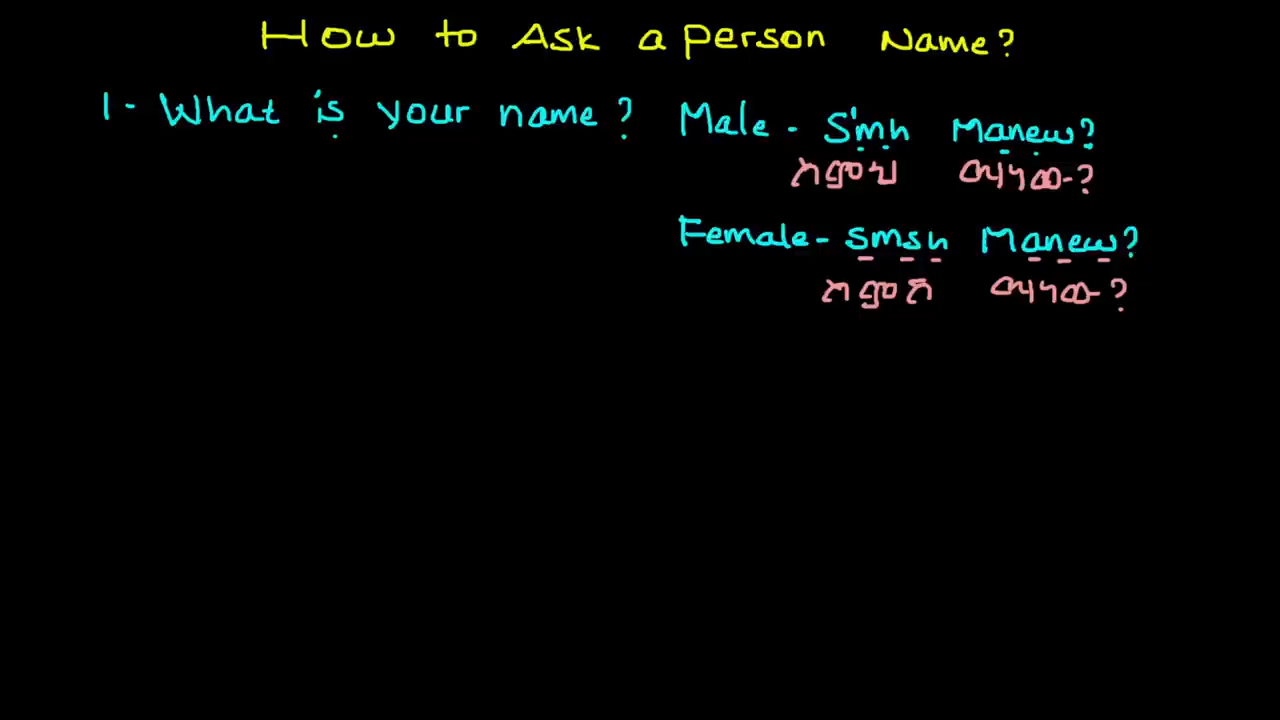 How to Ask a person Name?
1- What is your name? Male - S'mh Manew?
ስምህ ማነው?
Female - smsh Manew?
ስምሽ ማነው?